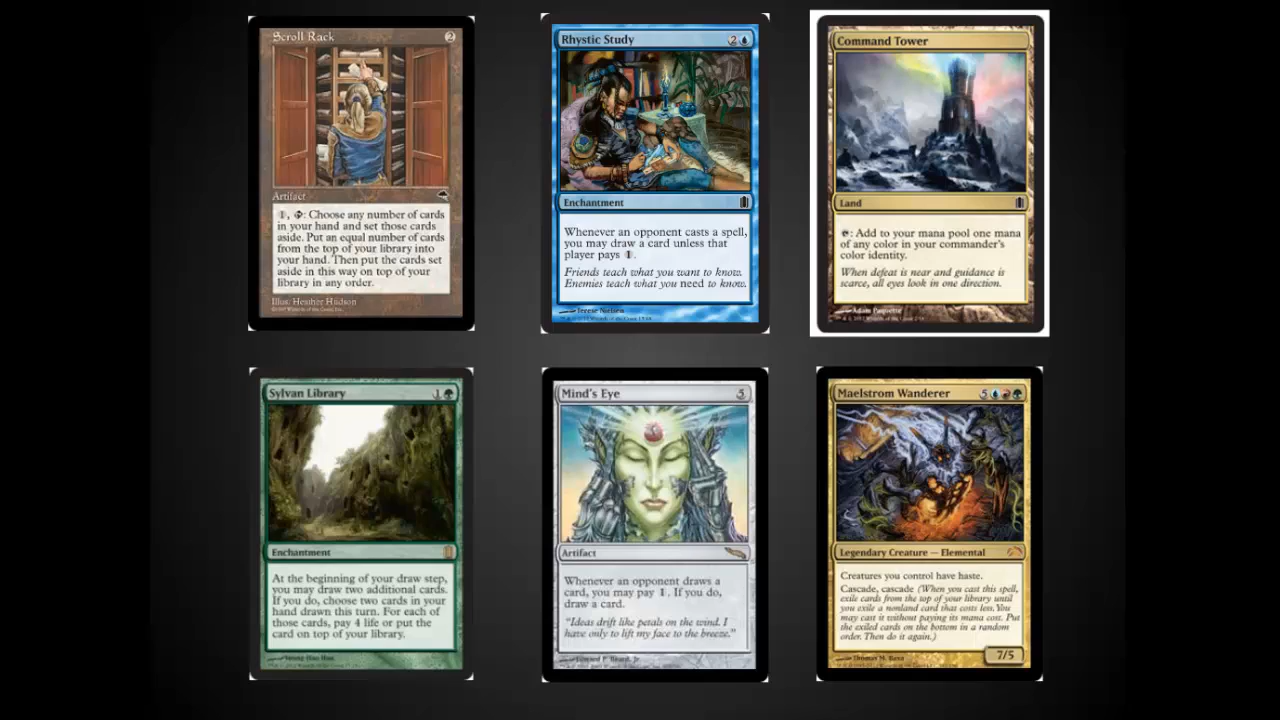 Scroll Rack
2
Artifact
1, : Choose any number of cards
in your hand and set those cards
aside. Put an equal number of cards
from the top of your library into
your hand. Then put the cards set
aside in this way on top of your
library in any order.
Illus. Heather Hudson
Rhystic Study
2
Enchantment
Whenever an opponent casts a spell,
you may draw a card unless that
player pays 1.
Friends teach what you want to know.
Enemies teach what you need to know.
Terese Nielsen
Command Tower
Land
: Add to your mana pool one mana
of any color in your commander's
color identity.
When defeat is near and guidance is
scarce, all eyes look in one direction.
Adam Paquette
Sylvan Library
1
Enchantment
At the beginning of your draw step,
you may draw two additional cards.
If you do, choose two cards in your
hand drawn this turn. For each of
those cards, pay 4 life or put the
card on top of your library.
Mind's Eye
5
Artifact
Whenever an opponent draws a
card, you may pay 1. If you do,
draw a card.
"Ideas drift like petals on the wind. I
have only to lift my face to the breeze."
Edward P. Beard, Jr.
Maelstrom Wanderer
5
Legendary Creature — Elemental
Creatures you control have haste.
Cascade, cascade (When you cast this spell,
exile cards from the top of your library until
you exile a nonland card that costs less. You
may cast it without paying its mana cost. Put
the exiled cards on the bottom in a random
order. Then do it again.)
Thomas M. Baxa
7/5